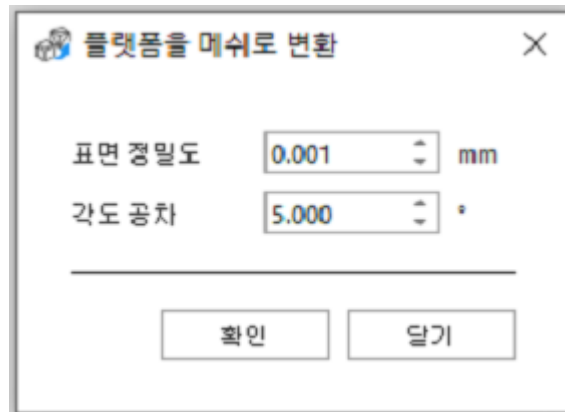 플랫폼을 메쉬로 변환
표면 정밀도 0.001 mm
각도 공차 5.000 °
확인 닫기